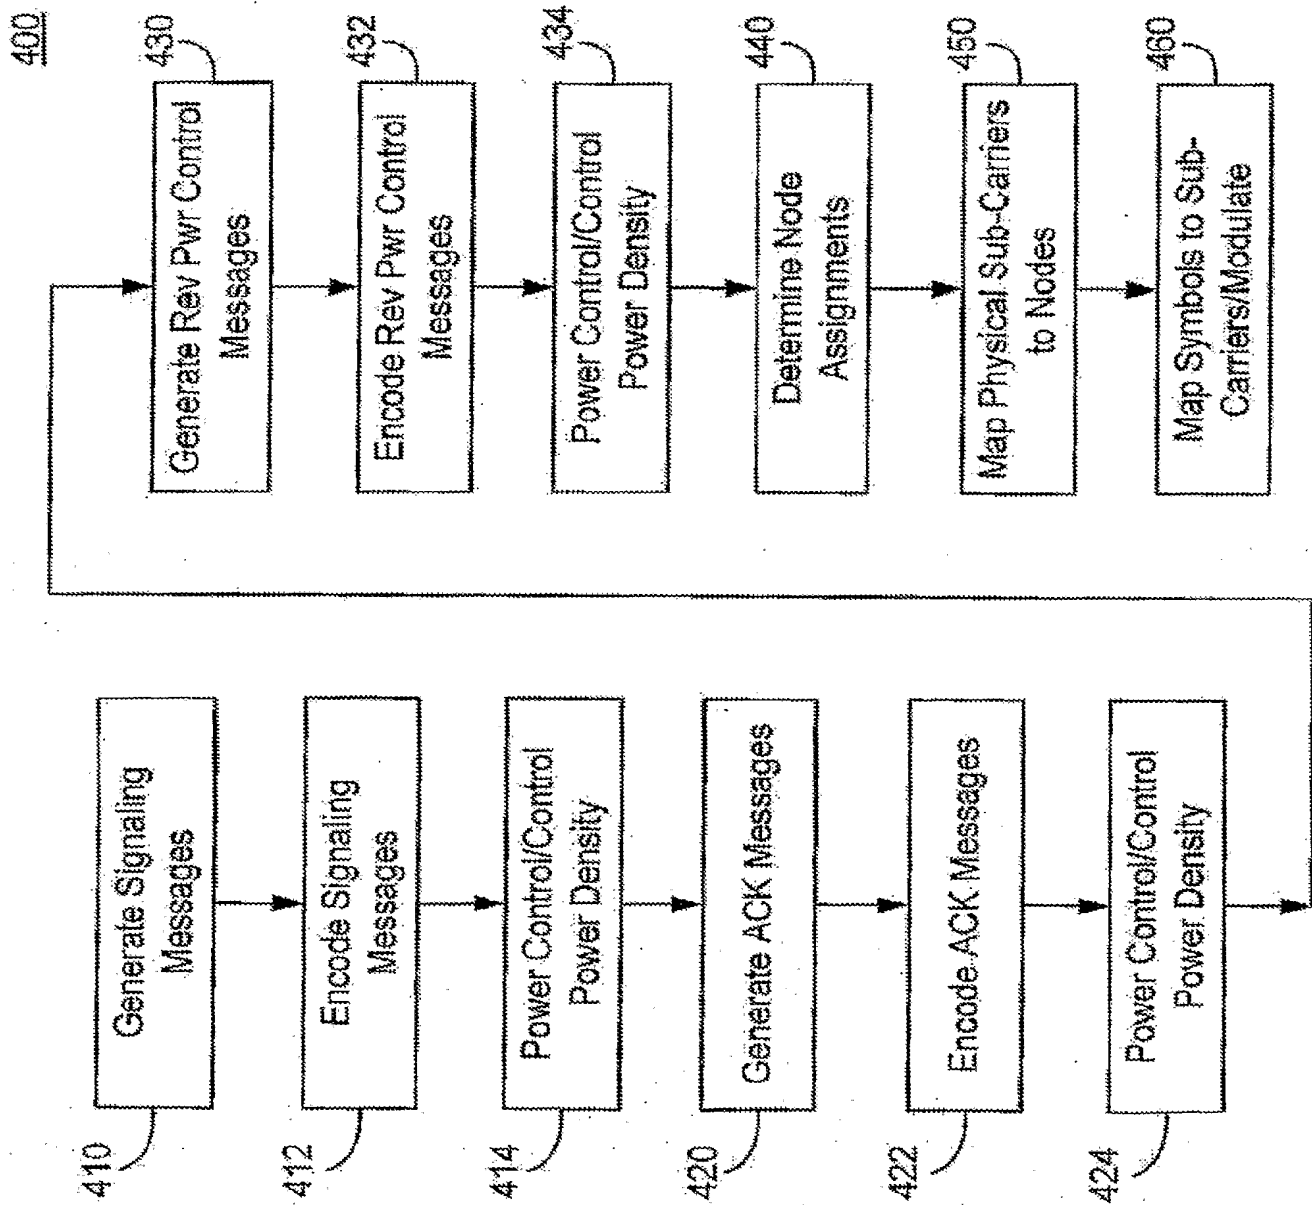 400
410
Generate Signaling
Messages
412
Encode Signaling
Messages
414
Power Control/Control
Power Density
420
Generate ACK Messages
422
Encode ACK Messages
424
Power Control/Control
Power Density
430
Generate Rev Pwr Control
Messages
432
Encode Rev Pwr Control
Messages
434
Power Control/Control
Power Density
440
Determine Node
Assignments
450
Map Physical Sub-Carriers
to Nodes
460
Map Symbols to Sub-
Carriers/Modulate